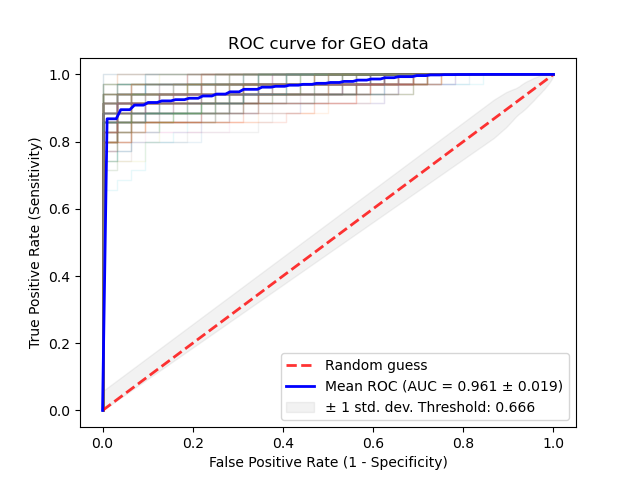 ROC curve for GEO data
True Positive Rate (Sensitivity)
1.0
0.8
0.6
0.4
0.2
0.0
Random guess
Mean ROC (AUC = 0.961 ± 0.019)
± 1 std. dev. Threshold: 0.666
0.0 0.2 0.4 0.6 0.8 1.0
False Positive Rate (1 - Specificity)